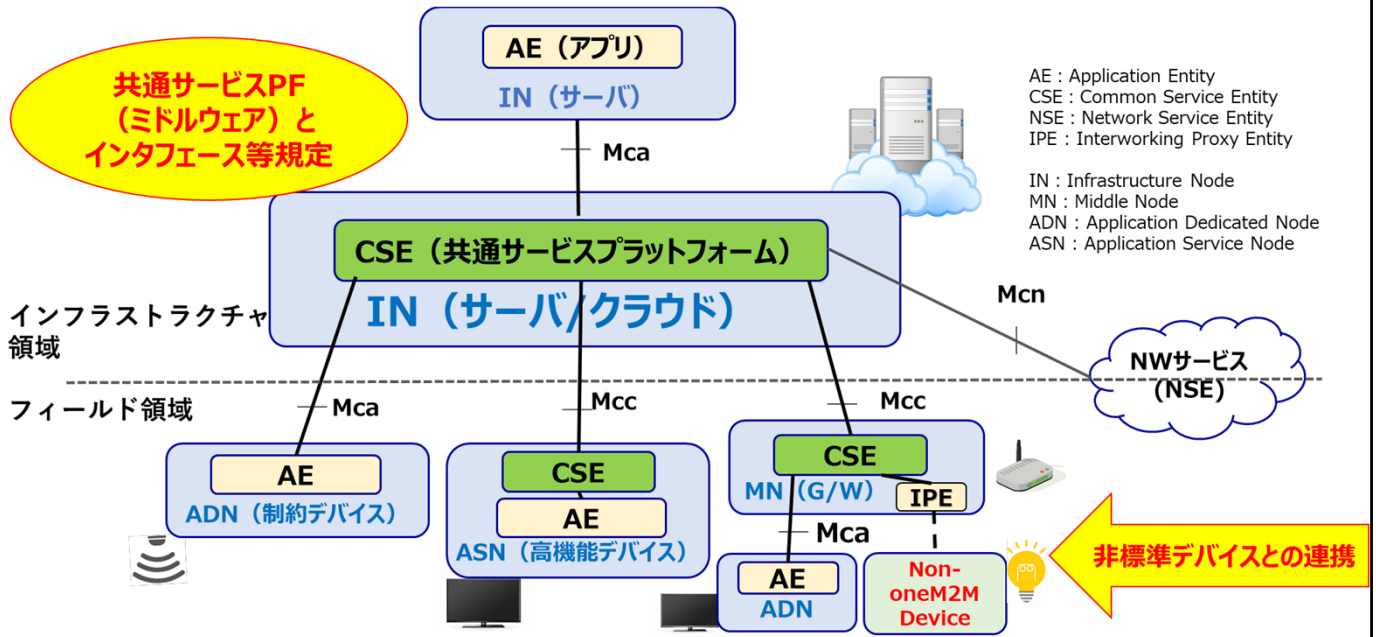 AE（アプリ）
IN（サーバ）
共通サービスPF
（ミドルウェア）と
インタフェース等規定
Mca
AE : Application Entity
CSE : Common Service Entity
NSE : Network Service Entity
IPE : Interworking Proxy Entity
IN : Infrastructure Node
MN : Middle Node
ADN : Application Dedicated Node
ASN : Application Service Node
CSE（共通サービスプラットフォーム）
IN（サーバ/クラウド）
Mcn
インフラストラクチャ
領域
NWサービス
(NSE)
フィールド領域
Mca
Mcc
Mcc
AE
ADN（制約デバイス）
CSE
AE
ASN（高機能デバイス）
CSE
MN（G/W）
IPE
Mca
AE
ADN
Non-
oneM2M
Device
非標準デバイスとの連携